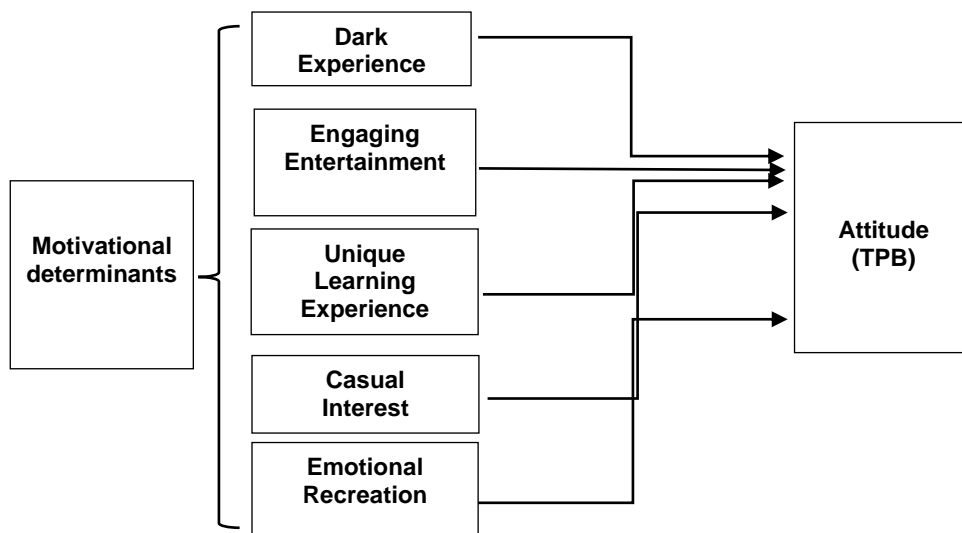 Motivational
determinants
Dark
Experience
Engaging
Entertainment
Unique
Learning
Experience
Casual
Interest
Emotional
Recreation
Attitude
(TPB)